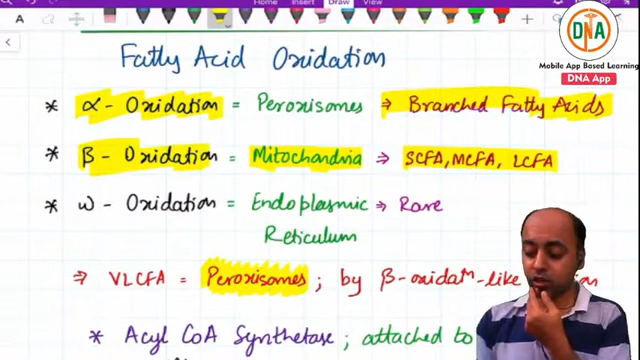 Home Insert Draw View
DNA
Mobile App Based Learning
DNA App
A
Fatty Acid Oxidation
* α- Oxidation = Peroxisomes ⇒ Branched Fatty Acids
* β- Oxidation = Mitochondria ⇒ SCFA, MCFA, LCFA
* ω- Oxidation = Endoplasmic ⇒ Rare
Reticulum
⇒ VLCFA = Peroxisomes ; by β-oxidatⁿ-like
* Acyl CoA Synthetase ; attached to